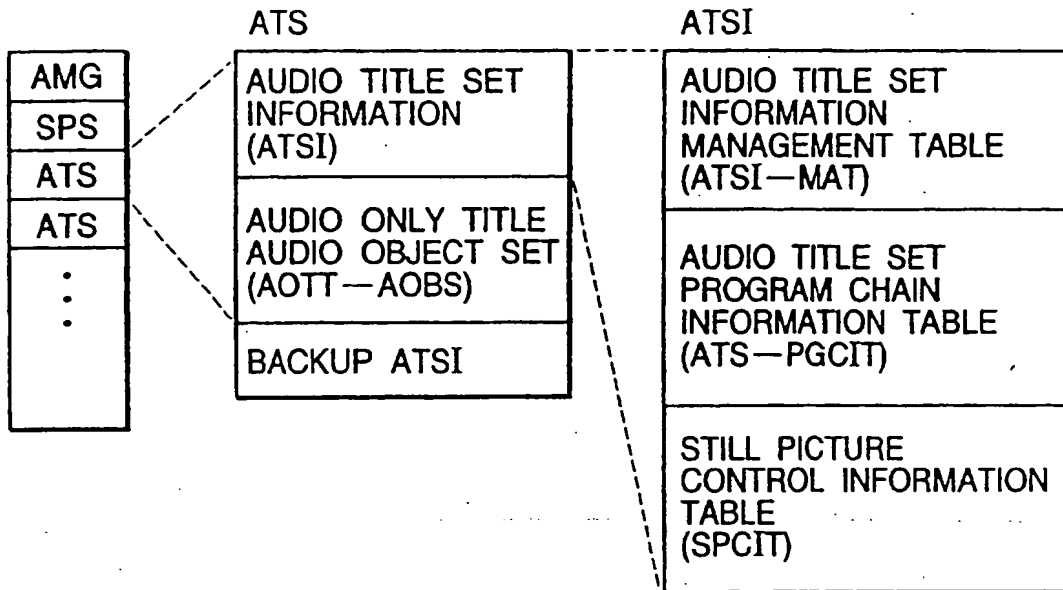 AMG
SPS
ATS
ATS
ATS
AUDIO TITLE SET
INFORMATION
(ATSI)
AUDIO ONLY TITLE
AUDIO OBJECT SET
(AOTT—AOBS)
BACKUP ATSI
ATSI
AUDIO TITLE SET
INFORMATION
MANAGEMENT TABLE
(ATSI—MAT)
AUDIO TITLE SET
PROGRAM CHAIN
INFORMATION TABLE
(ATS—PGCIT)
STILL PICTURE
CONTROL INFORMATION
TABLE
(SPCIT)